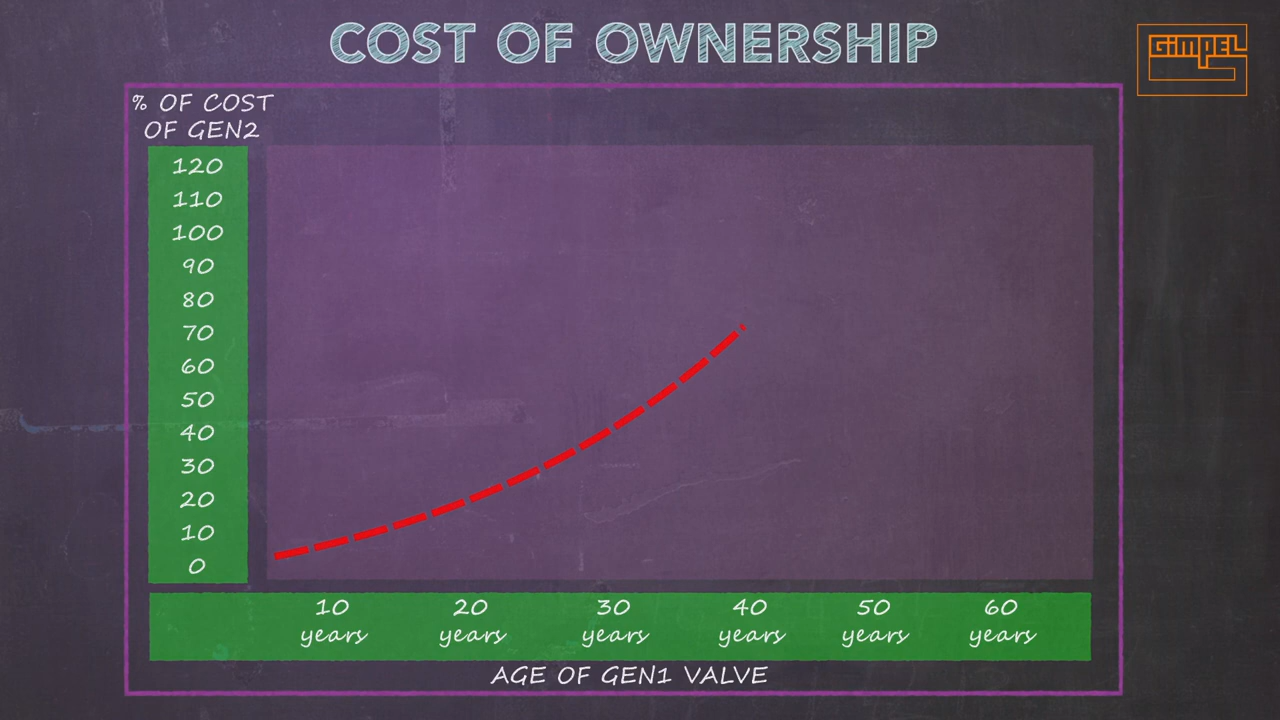 COST OF OWNERSHIP
GIMPEL
% OF COST
OF GEN2
120
110
100
90
80
70
60
50
40
30
20
10
0
10 20 30 40 50 60
years years years years years years
AGE OF GEN1 VALVE